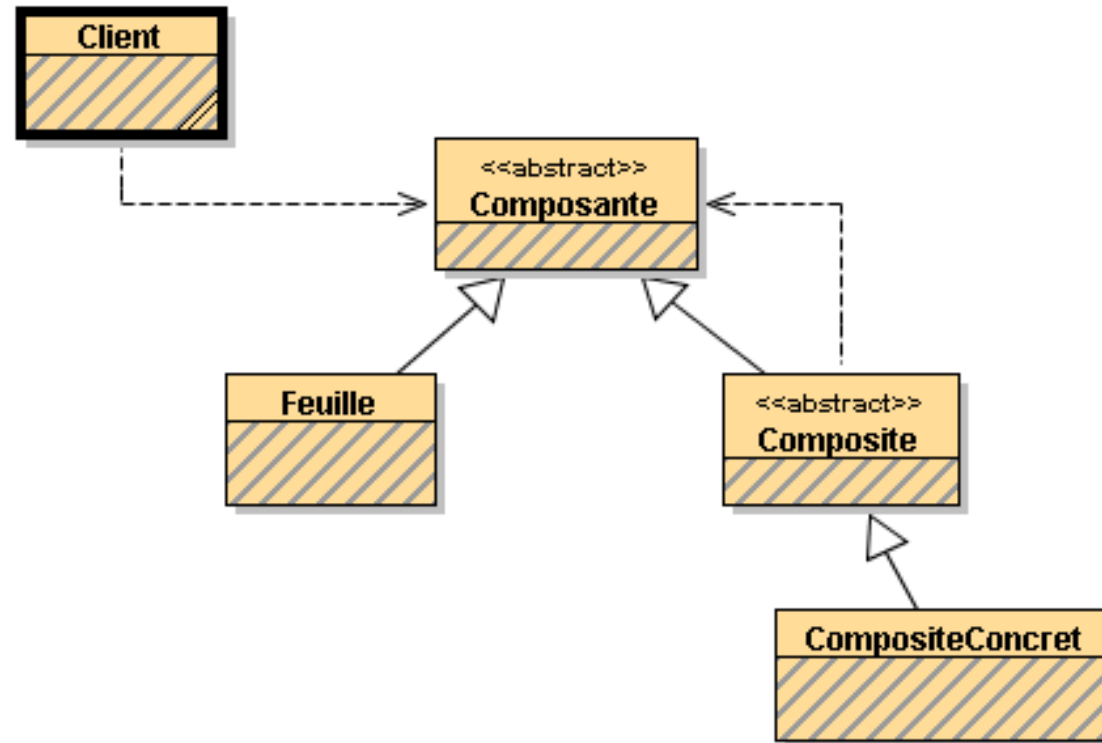 Client
<<abstract>>
Composante
Feuille
<<abstract>>
Composite
CompositeConcret